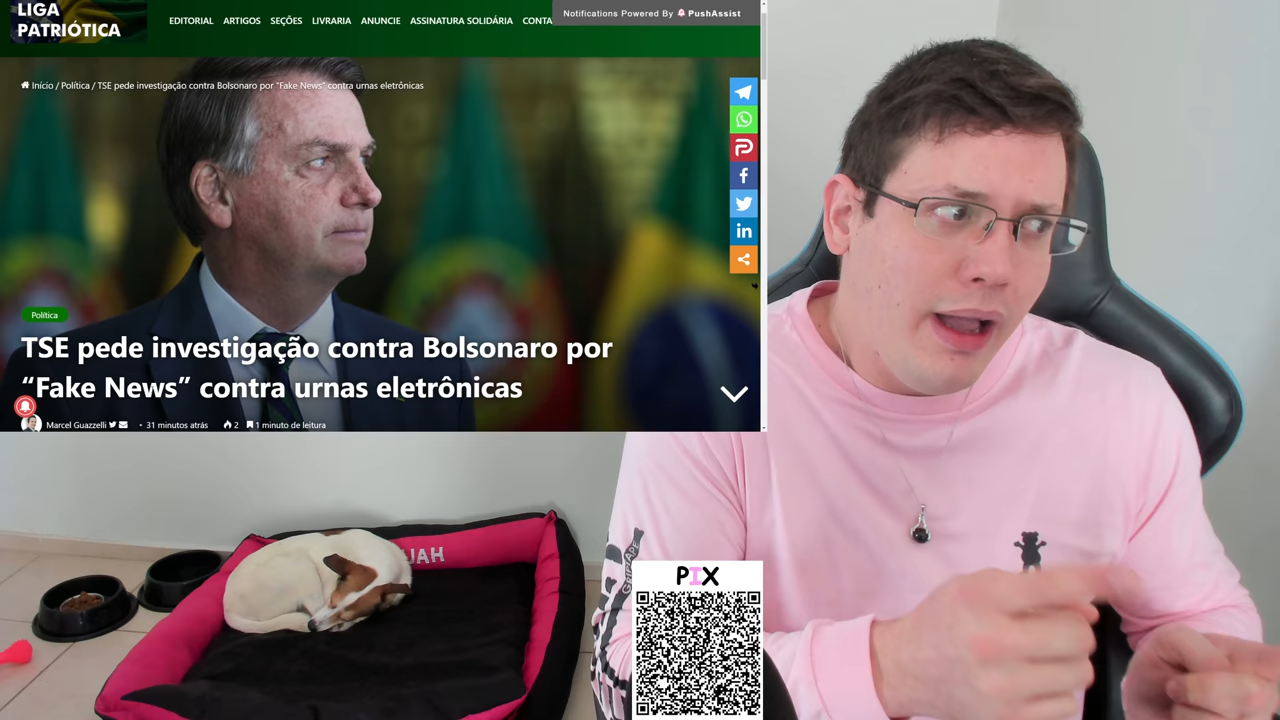 LIGA
PATRIÓTICA
EDITORIAL ARTIGOS SEÇÕES LIVRARIA ANUNCIE ASSINATURA SOLIDÁRIA CONTA
Notifications Powered By PushAssist
Início / Política / TSE pede investigação contra Bolsonaro por "Fake News" contra urnas eletrônicas
Política
TSE pede investigação contra Bolsonaro por
“Fake News” contra urnas eletrônicas
Marcel Guazzelli • 31 minutos atrás 2 1 minuto de leitura
PIX